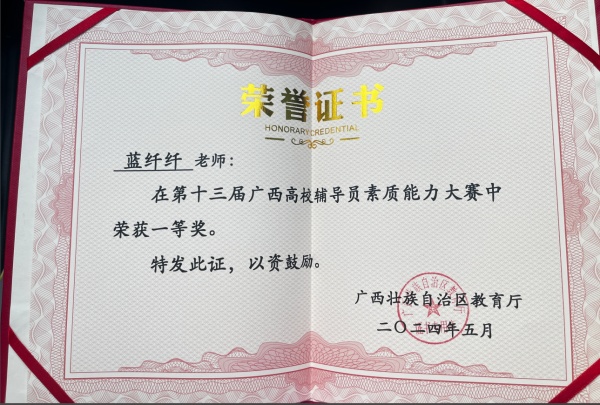 荣誉证书
HONORARY CREDENTIAL
蓝纤纤 老师：
在第十三届广西高校辅导员素质能力大赛中
荣获一等奖。
特发此证，以资鼓励。
广西壮族自治区教育厅
二〇二四年五月